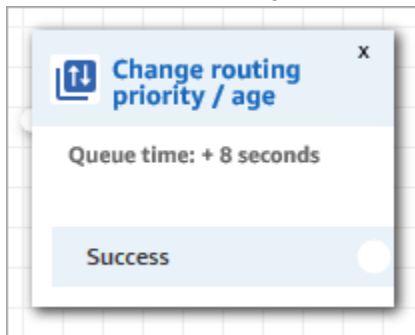 x
Change routing
priority / age
Queue time: + 8 seconds
Success